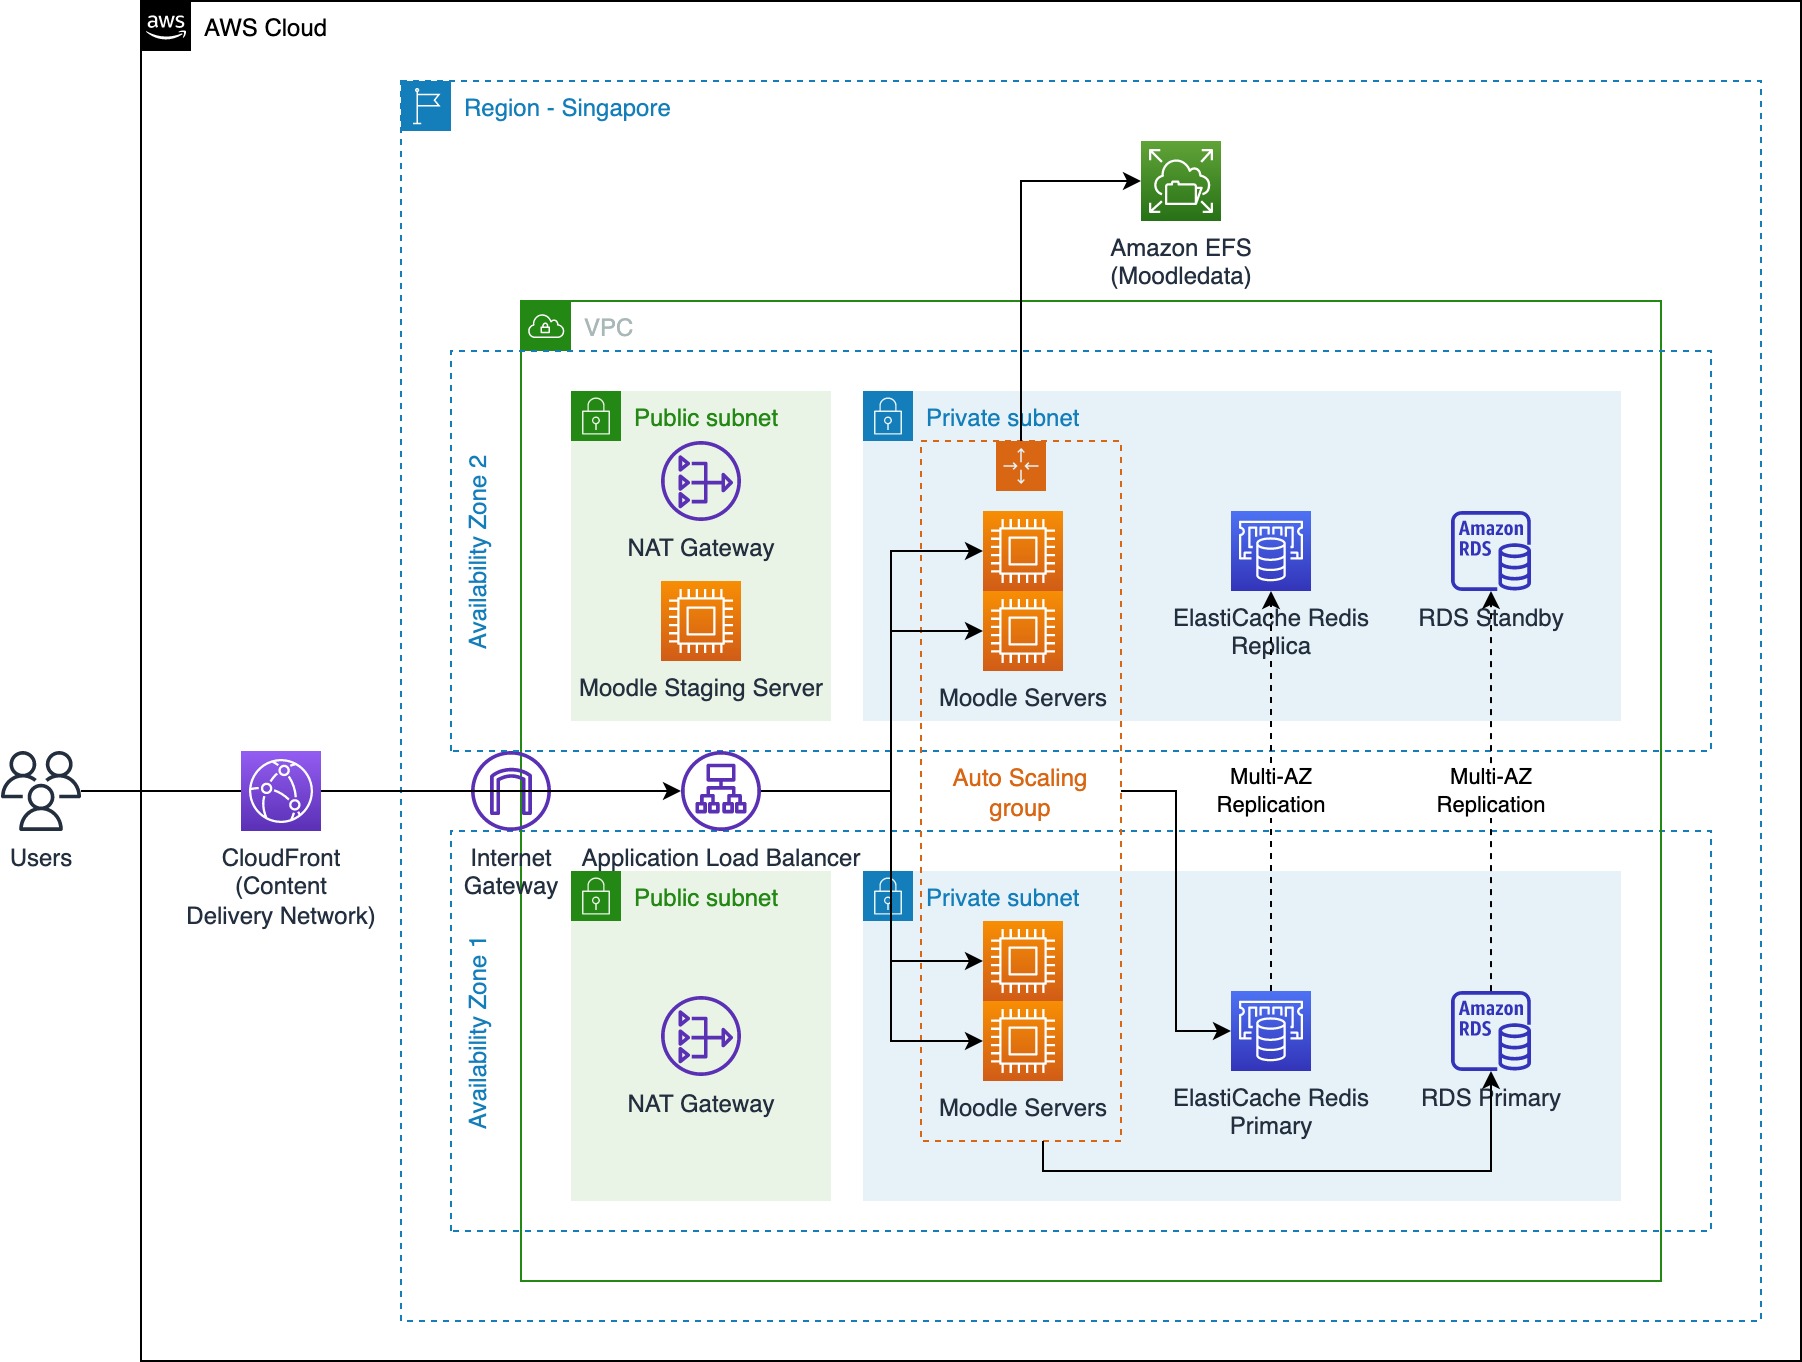 aws
AWS Cloud
Region - Singapore
Amazon EFS
(Moodledata)
VPC
Availability Zone 2
Public subnet
NAT Gateway
Moodle Staging Server
Private subnet
Moodle Servers
ElastiCache Redis
Replica
Amazon
RDS
RDS Standby
Users
CloudFront
(Content
Delivery Network)
Internet
Gateway
Application Load Balancer
Auto Scaling
group
Multi-AZ
Replication
Multi-AZ
Replication
Availability Zone 1
Public subnet
NAT Gateway
Private subnet
Moodle Servers
ElastiCache Redis
Primary
Amazon
RDS
RDS Primary